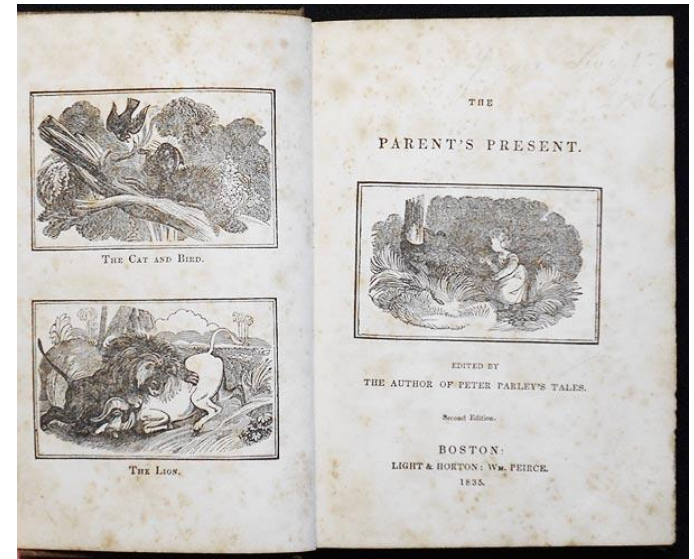 THE CAT AND BIRD.
THE LION.
THE
PARENT'S PRESENT.
EDITED BY
THE AUTHOR OF PETER PARLEY'S TALES.
Second Edition.
BOSTON:
LIGHT & HORTON: WM. PEIRCE.
1835.